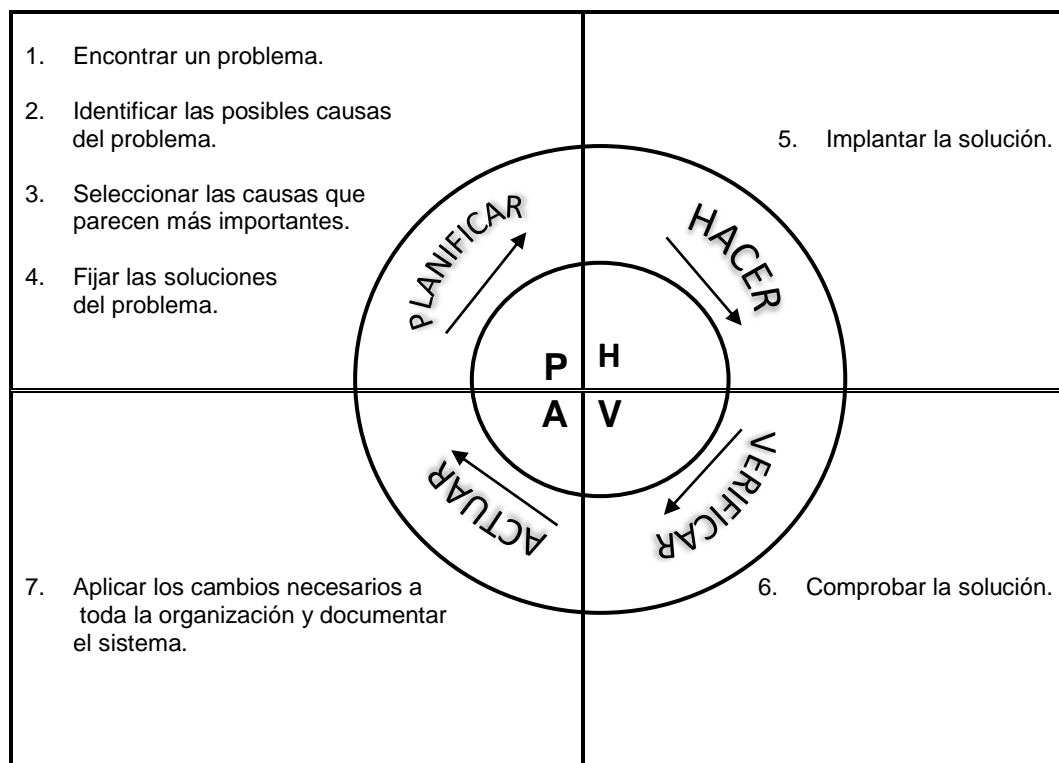 1. Encontrar un problema.
2. Identificar las posibles causas
del problema.
3. Seleccionar las causas que
parecen más importantes.
4. Fijar las soluciones
del problema.
5. Implantar la solución.
PLANIFICAR
HACER
P H
A V
ACTUAR
VERIFICAR
7. Aplicar los cambios necesarios a
toda la organización y documentar
el sistema.
6. Comprobar la solución.